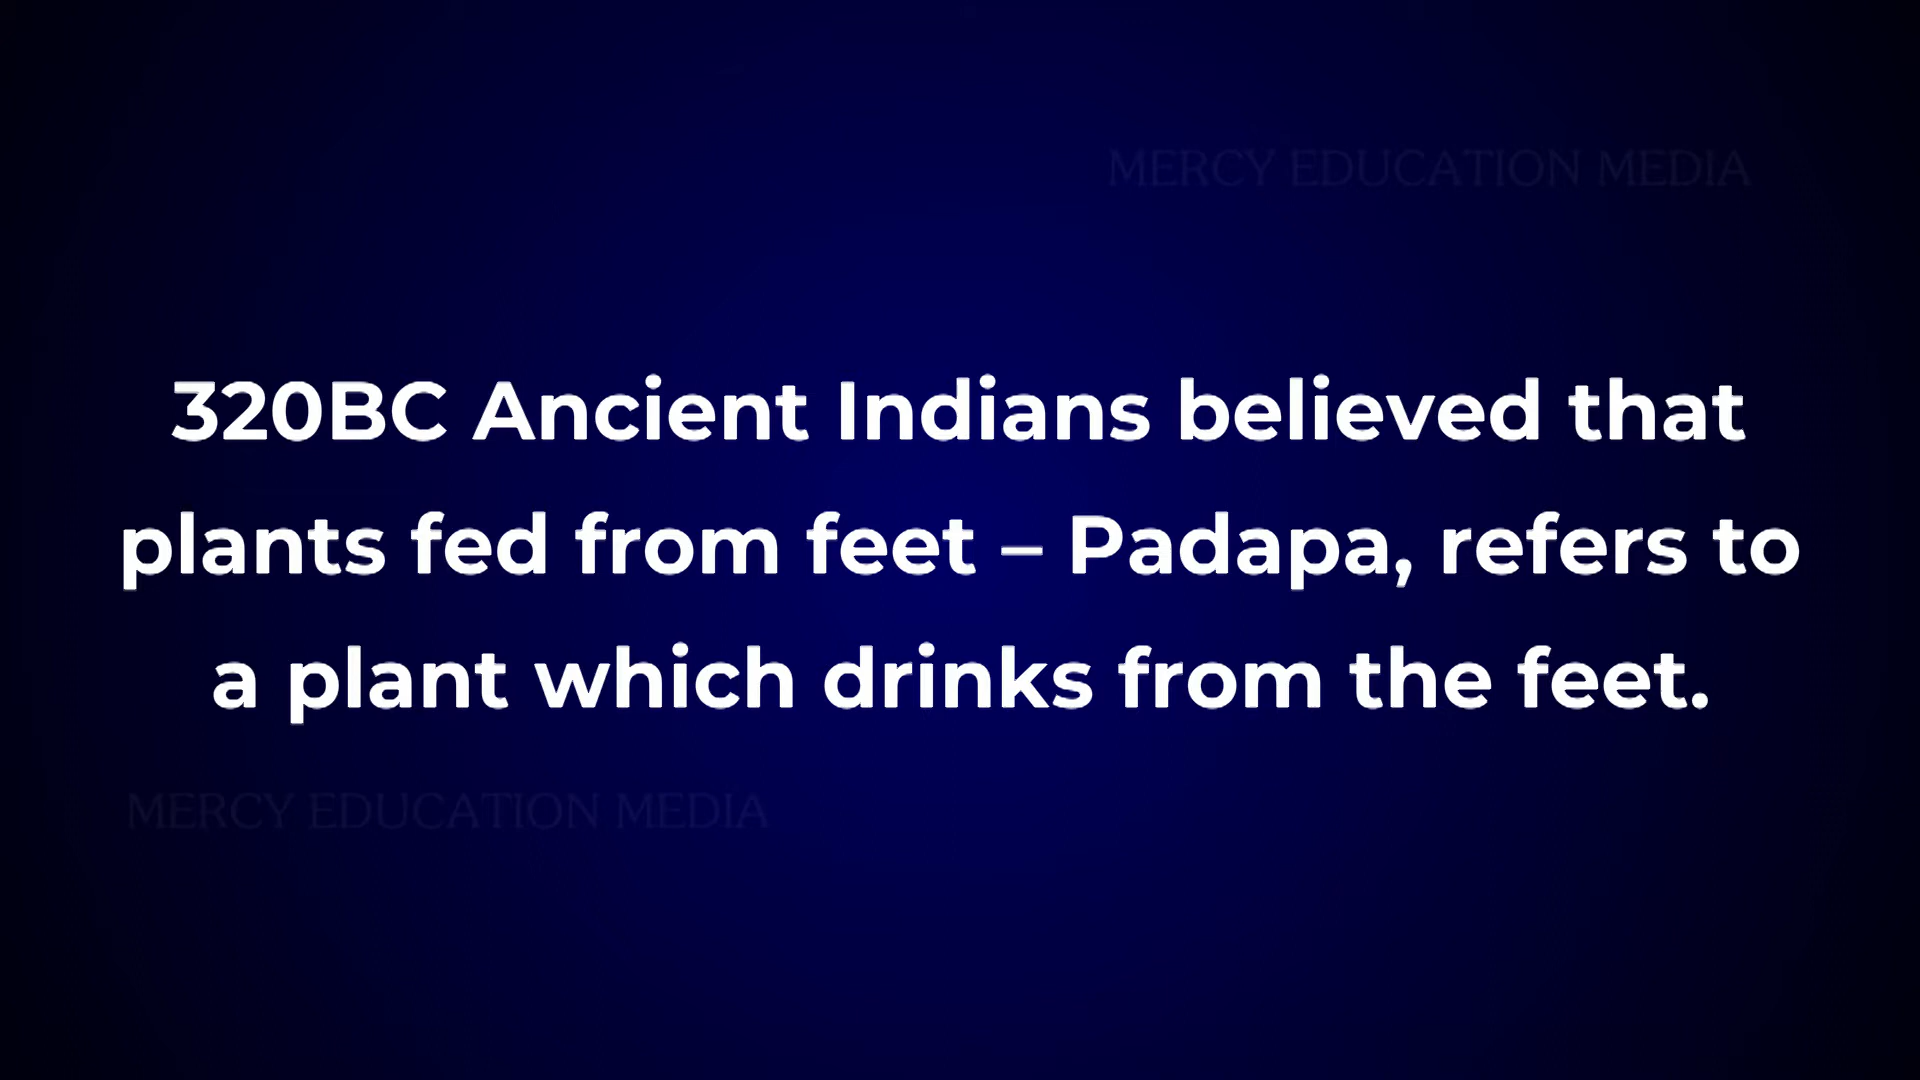 MERCY EDUCATION MEDIA
320BC Ancient Indians believed that
plants fed from feet – Padapa, refers to
a plant which drinks from the feet.
MERCY EDUCATION MEDIA